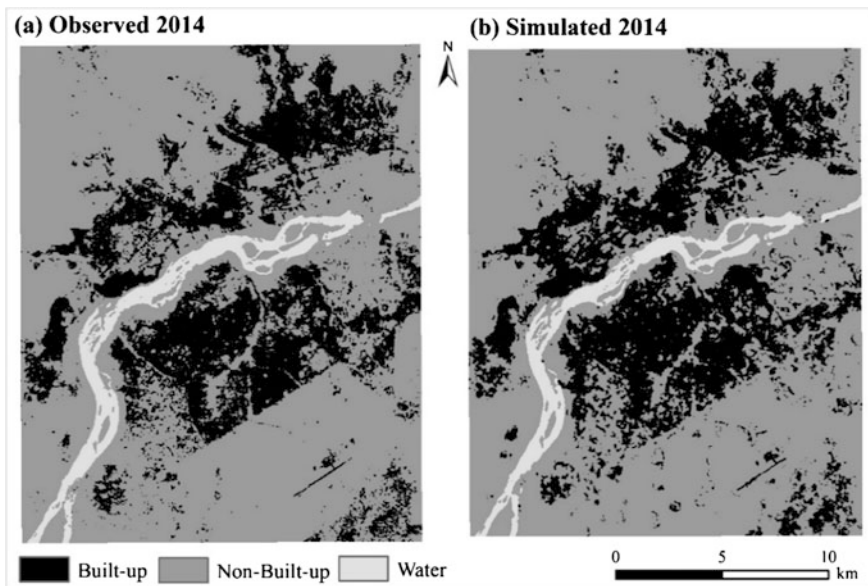 (a) Observed 2014
(b) Simulated 2014
N
Built-up
Non-Built-up
Water
0 5 10
km